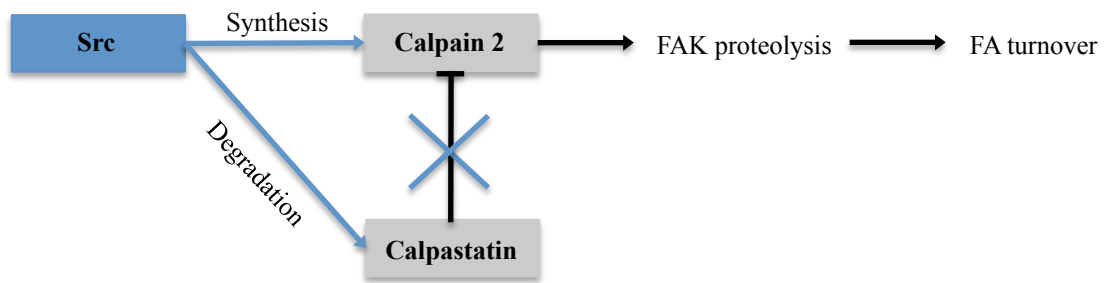 Synthesis
Src
Calpain 2
FAK proteolysis
FA turnover
Degradation
Calpastatin